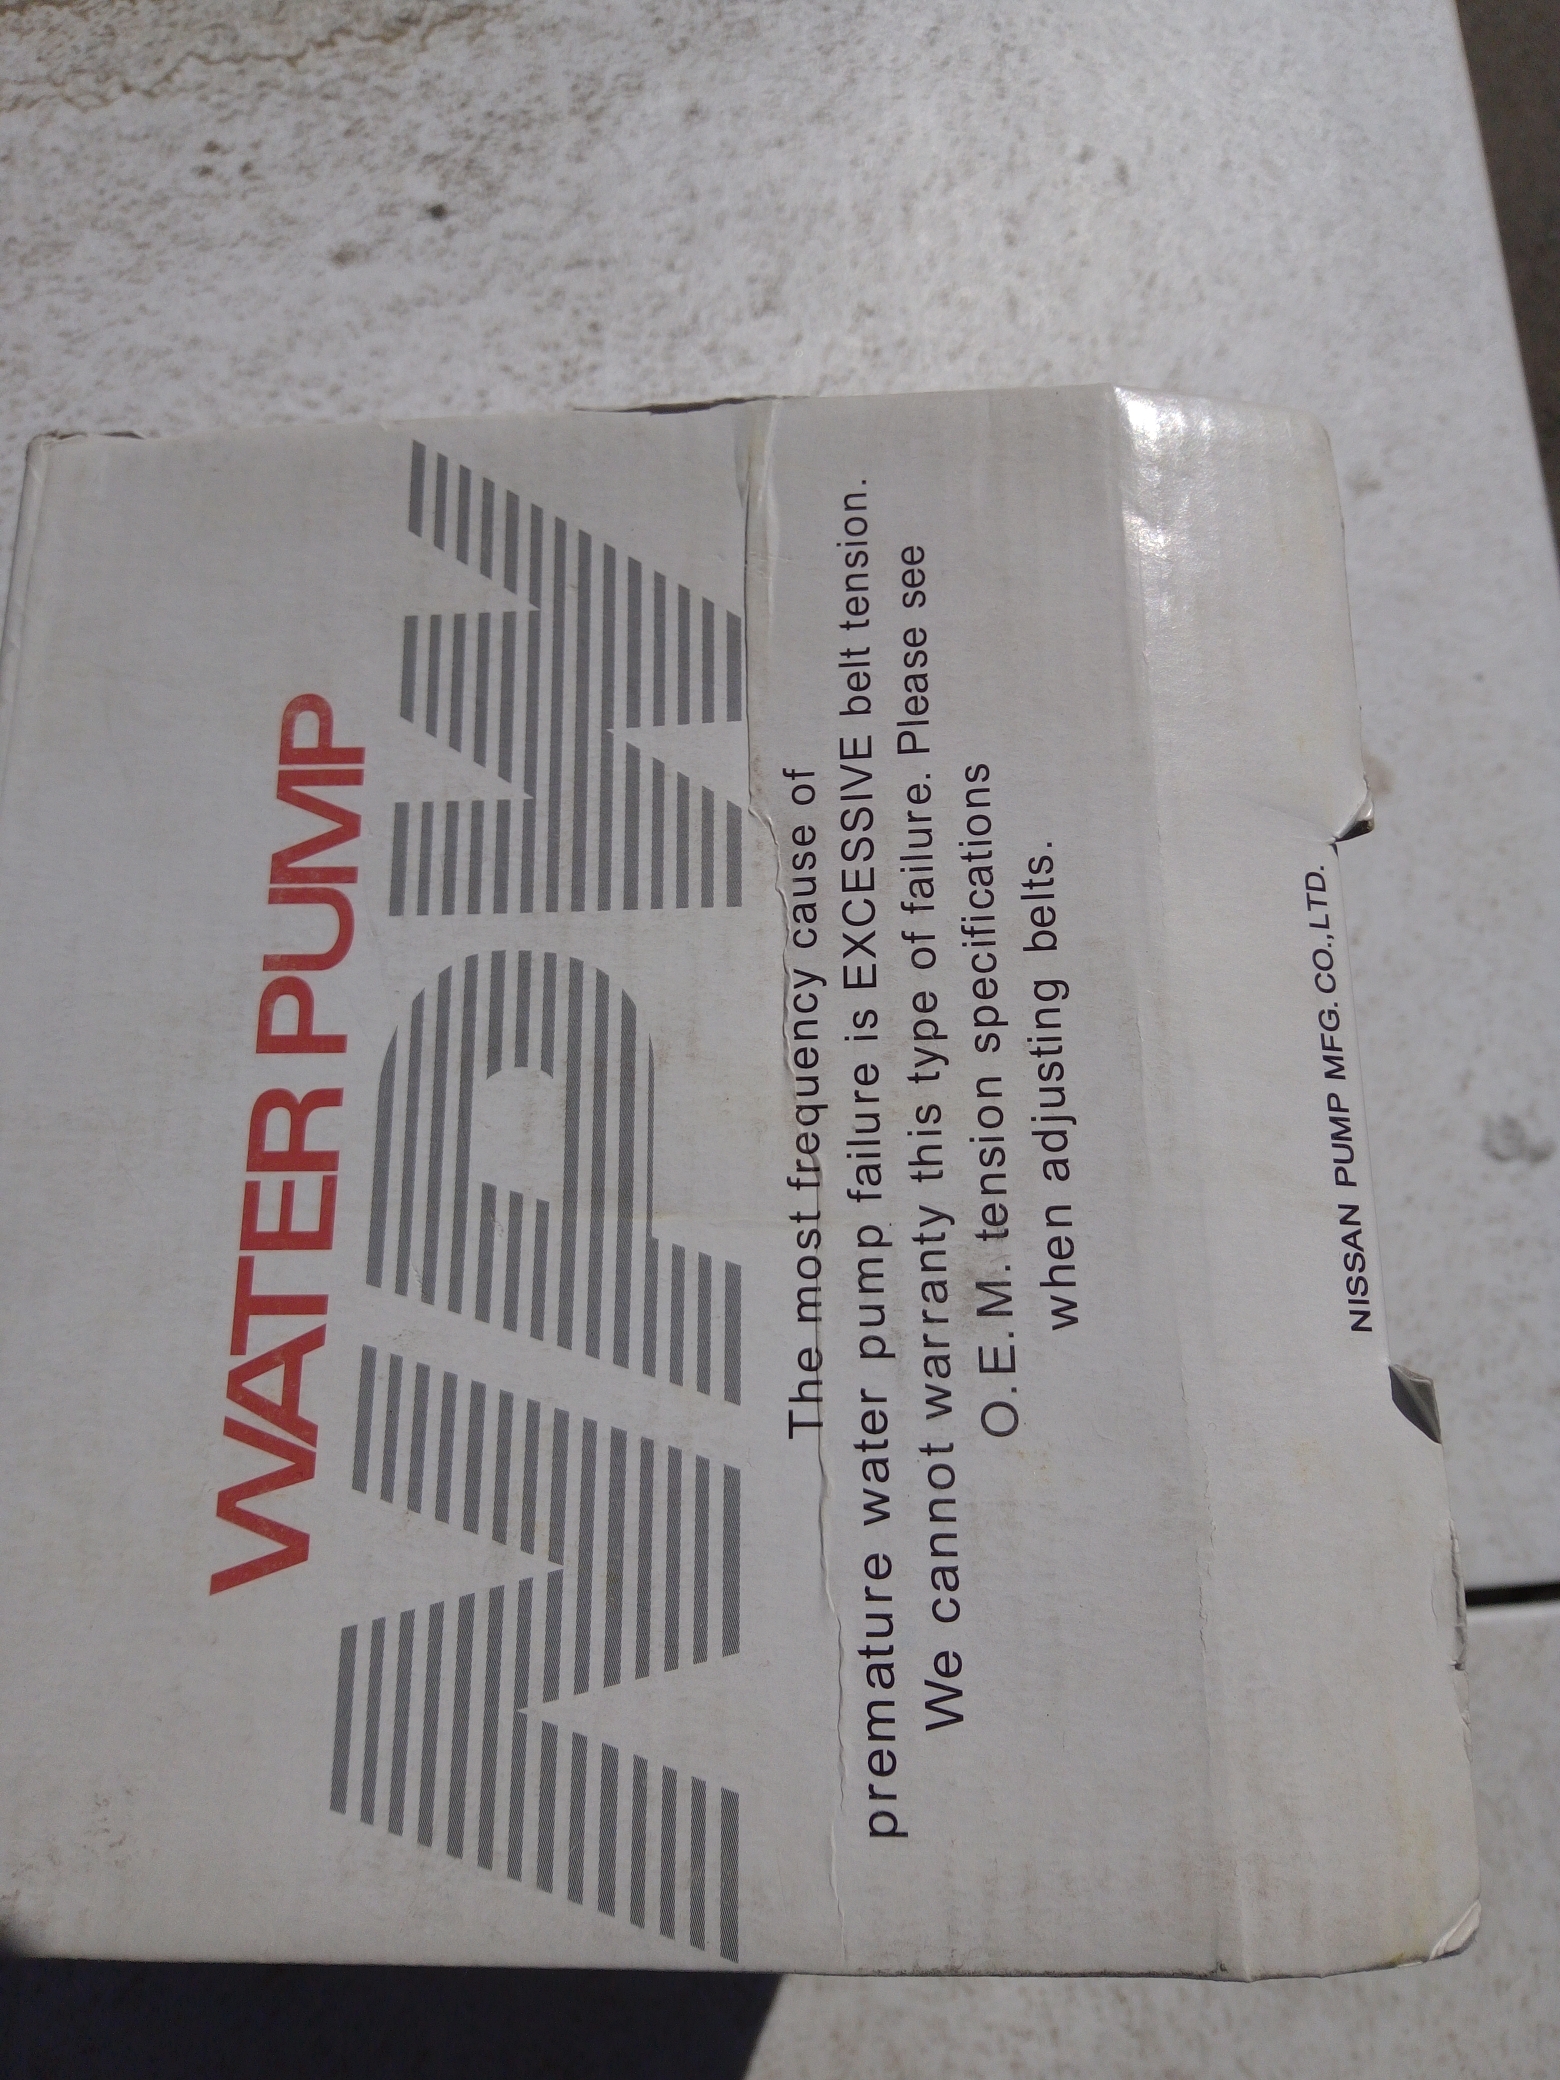 WATER PUMP
NPW
The most frequency cause of
premature water pump failure is EXCESSIVE belt tension.
We cannot warranty this type of failure. Please see
O.E.M. tension specifications
when adjusting belts.
NISSAN PUMP MFG. CO.,LTD.